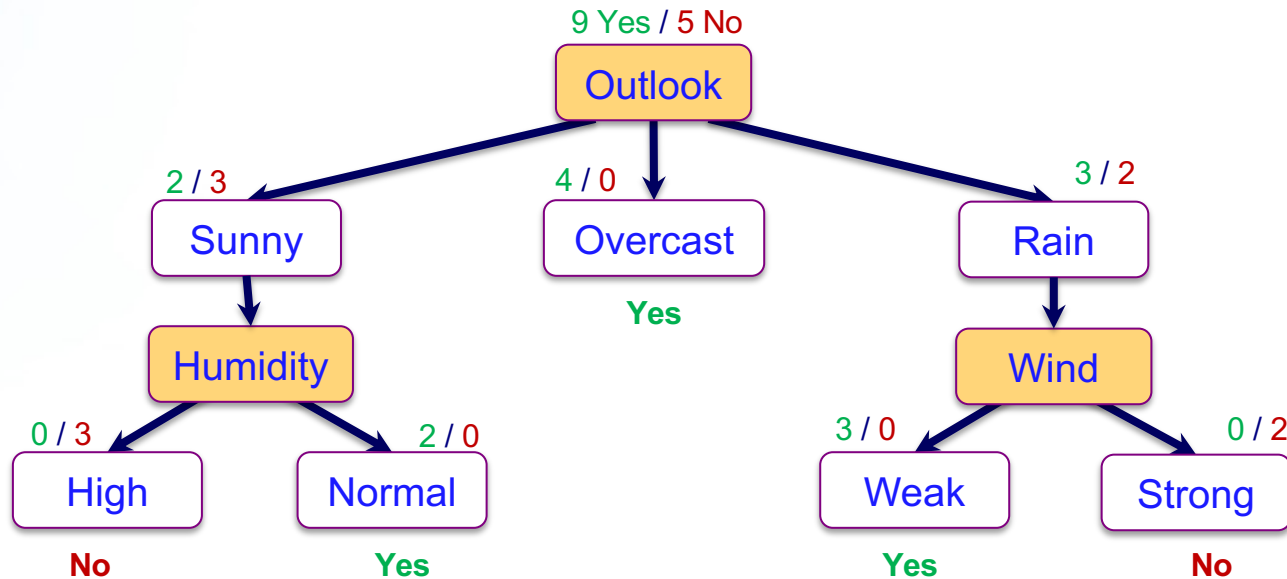 9 Yes / 5 No
Outlook
2 / 3
4 / 0
3 / 2
Sunny
Overcast
Rain
Yes
Humidity
Wind
0 / 3
2 / 0
3 / 0
0 / 2
High
Normal
Weak
Strong
No
Yes
Yes
No